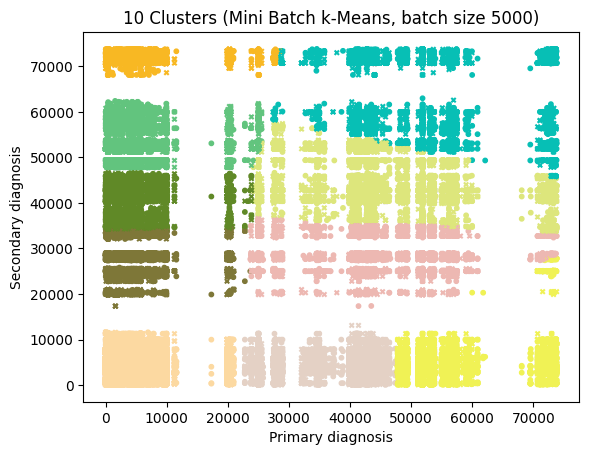 10 Clusters (Mini Batch k-Means, batch size 5000)
Secondary diagnosis
70000
60000
50000
40000
30000
20000
10000
0
0 10000 20000 30000 40000 50000 60000 70000
Primary diagnosis